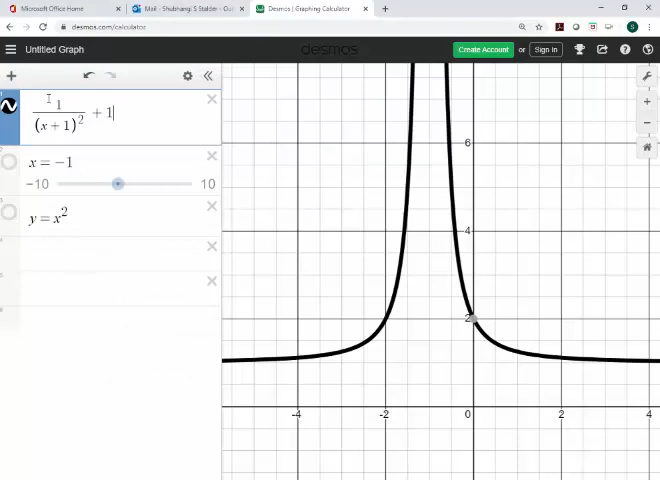 Microsoft Office Home
Mail - Shubhangi S Stalder - Out
Desmos | Graphing Calculator
desmos.com/calculator
Untitled Graph
desmos
Create Account or Sign In
1/(x+1)^2 + 1
x = −1
−10 10
y = x^2
6
4
2
-4 -2 0 2 4